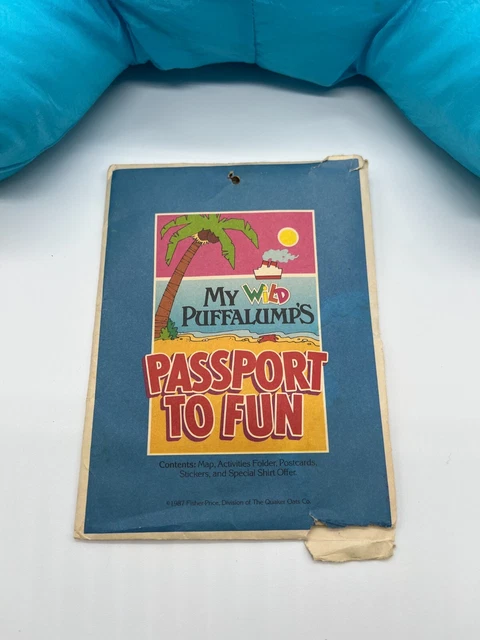 My Wild
Puffalump's
Passport
to Fun
Contents: Map, Activities Folder, Postcards,
Stickers, and Special Shirt Offer.
©1987 Fisher-Price, Division of The Quaker Oats Co.